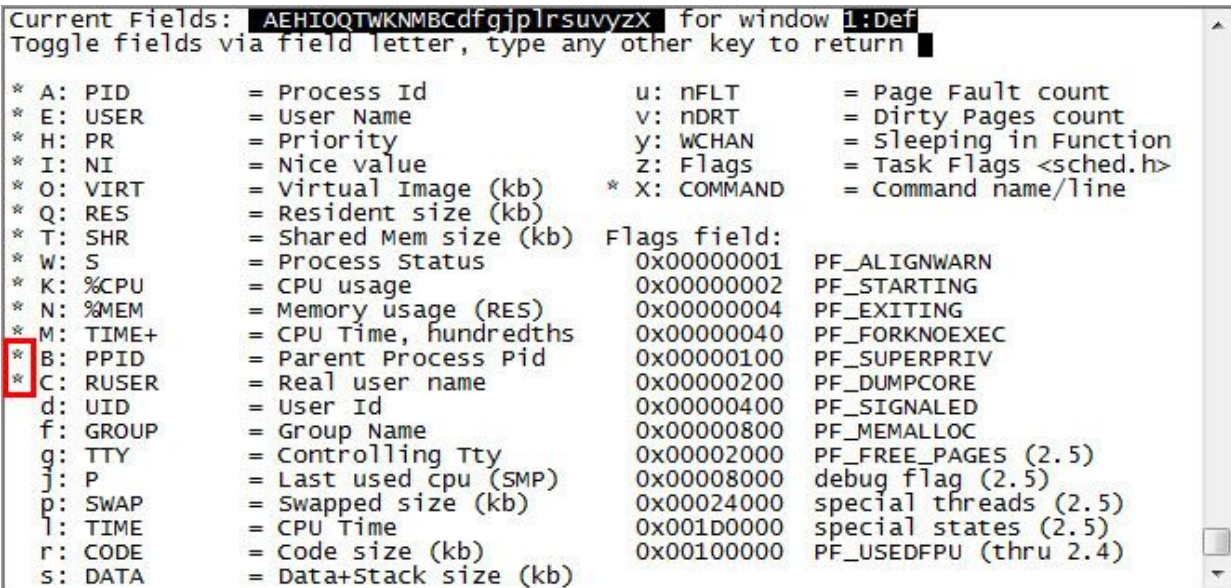 Current Fields:  AEHIOQTWKNMBCdfgjplrsuvyzX  for window 1:Def
Toggle fields via field letter, type any other key to return
* A: PID = Process Id u: nFLT = Page Fault count
* E: USER = User Name v: nDRT = Dirty Pages count
* H: PR = Priority y: WCHAN = Sleeping in Function
* I: NI = Nice value z: Flags = Task Flags <sched.h>
* O: VIRT = Virtual Image (kb) * X: COMMAND = Command name/line
* Q: RES = Resident size (kb)
* T: SHR = Shared Mem size (kb) Flags field:
* W: S = Process Status 0x00000001 PF_ALIGNWARN
* K: %CPU = CPU usage 0x00000002 PF_STARTING
* N: %MEM = Memory usage (RES) 0x00000004 PF_EXITING
* M: TIME+ = CPU Time, hundredths 0x00000040 PF_FORKNOEXEC
* B: PPID = Parent Process Pid 0x00000100 PF_SUPERPRIV
* C: RUSER = Real user name 0x00000200 PF_DUMPCORE
d: UID = User Id 0x00000400 PF_SIGNALED
f: GROUP = Group Name 0x00000800 PF_MEMALLOC
g: TTY = Controlling Tty 0x00002000 PF_FREE_PAGES (2.5)
j: P = Last used cpu (SMP) 0x00008000 debug flag (2.5)
p: SWAP = Swapped size (kb) 0x00024000 special threads (2.5)
l: TIME = CPU Time 0x001D0000 special states (2.5)
r: CODE = Code size (kb) 0x00100000 PF_USEDFPU (thru 2.4)
s: DATA = Data+Stack size (kb)